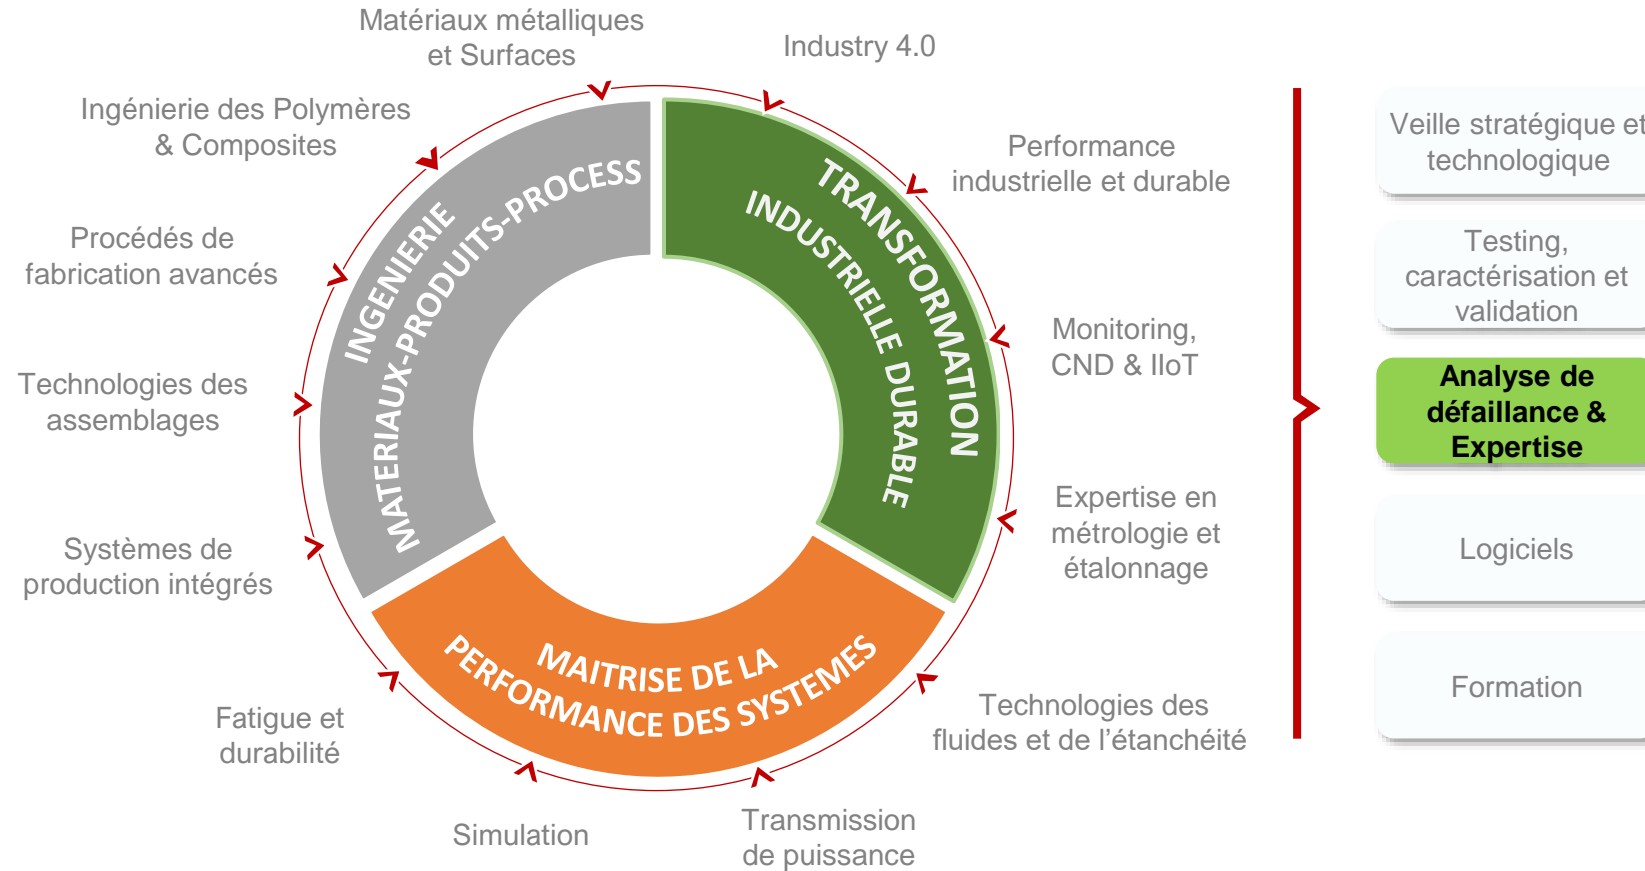 Matériaux métalliques
et Surfaces
Industry 4.0
Ingénierie des Polymères
& Composites
Performance
industrielle et durable
Procédés de
fabrication avancés
Monitoring,
CND & IIoT
Technologies des
assemblages
Expertise en
métrologie et
étalonnage
Systèmes de
production intégrés
Technologies des
fluides et de l’étanchéité
Fatigue et
durabilité
Simulation
Transmission
de puissance
INGENIERIE
MATERIAUX-PRODUITS-PROCESS
TRANSFORMATION
INDUSTRIELLE DURABLE
MAITRISE DE LA
PERFORMANCE DES SYSTEMES
Veille stratégique et
technologique
Testing,
caractérisation et
validation
Analyse de
défaillance &
Expertise
Logiciels
Formation